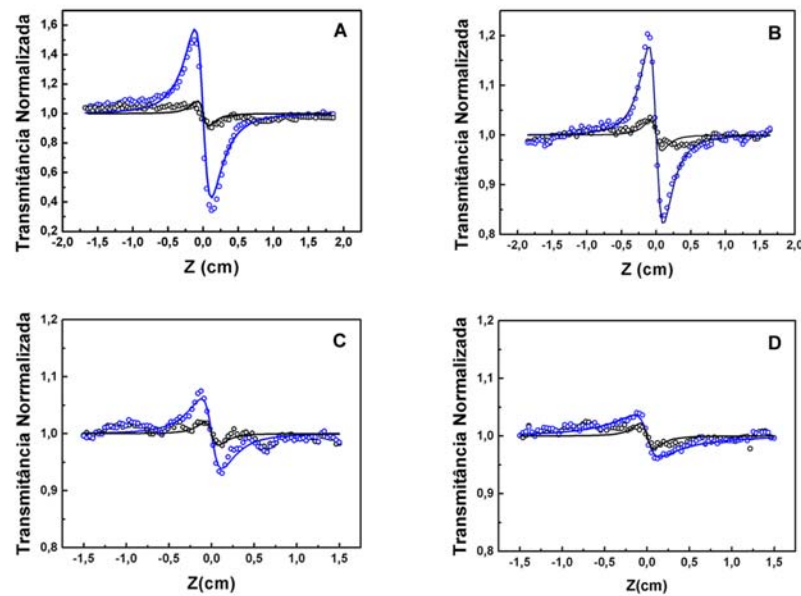 A
Transmitância Normalizada
1,6
1,4
1,2
1,0
0,8
0,6
0,4
0,2
-2,0 -1,5 -1,0 -0,5 0,0 0,5 1,0 1,5 2,0
Z (cm)
B
Transmitância Normalizada
1,2
1,1
1,0
0,9
0,8
-2,0 -1,5 -1,0 -0,5 0,0 0,5 1,0 1,5 2,0
Z (cm)
C
Transmitância Norrmalizada
1,2
1,1
1,0
0,9
0,8
-1,5 -1,0 -0,5 0,0 0,5 1,0 1,5
Z(cm)
D
Transmitância Normalizada
1,2
1,1
1,0
0,9
0,8
-1,5 -1,0 -0,5 0,0 0,5 1,0 1,5
Z(cm)